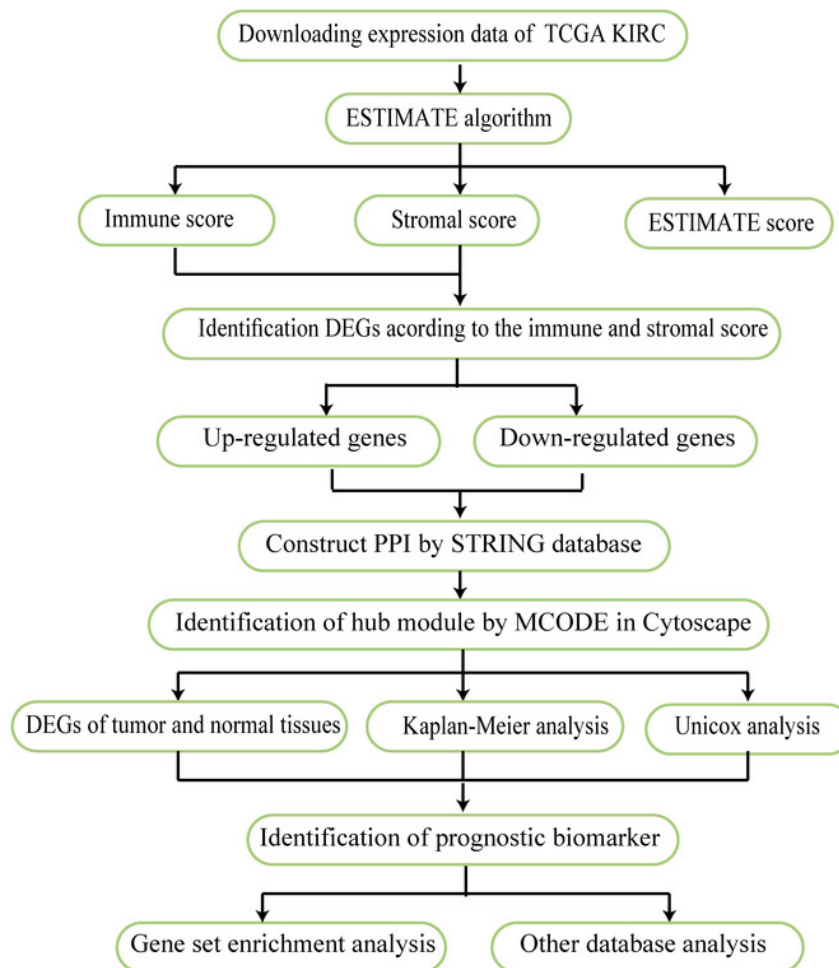 Downloading expression data of TCGA KIRC
ESTIMATE algorithm
Immune score
Stromal score
ESTIMATE score
Identification DEGs acording to the immune and stromal score
Up-regulated genes
Down-regulated genes
Construct PPI by STRING database
Identification of hub module by MCODE in Cytoscape
DEGs of tumor and normal tissues
Kaplan-Meier analysis
Unicox analysis
Identification of prognostic biomarker
Gene set enrichment analysis
Other database analysis